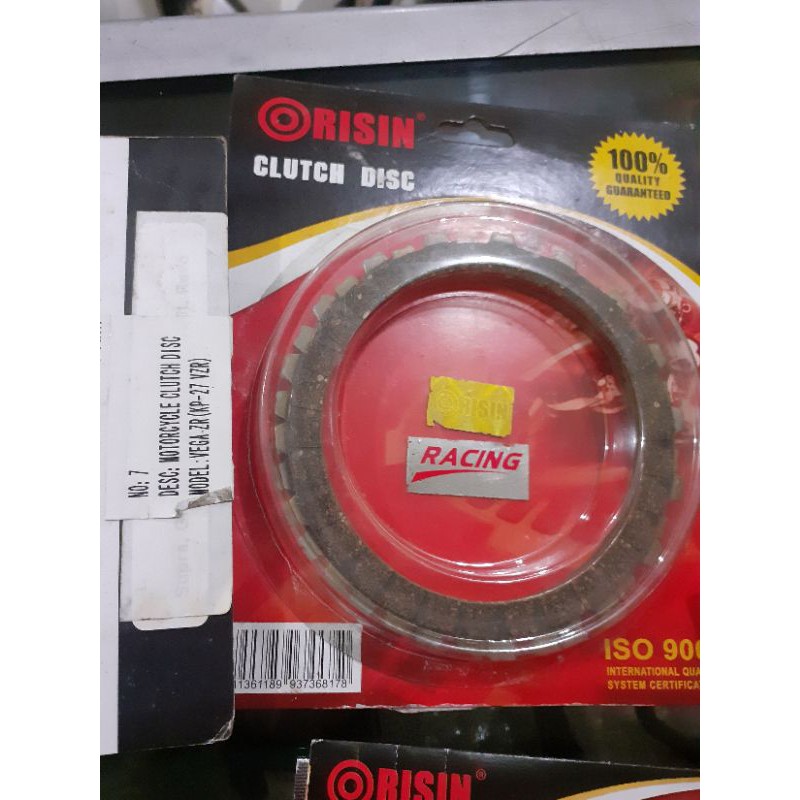 ORISIN®
CLUTCH DISC
100%
QUALITY
GUARANTEED
NO: 7
DESC: MOTORCYCLE CLUTCH DISC
MODEL: VEGA-ZR(KP-27 VZR)
ORISIN
RACING
ISO 900
INTERNATIONAL QUA
SYSTEM CERTIFICA
11361189 937368178
ORISIN®